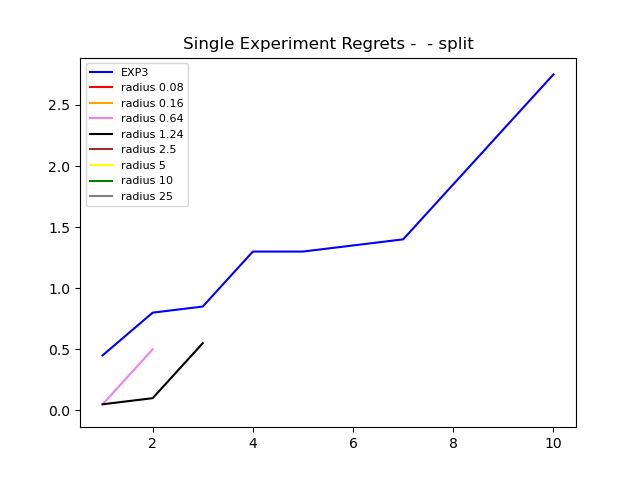 Single Experiment Regrets -  - split
EXP3
radius 0.08
radius 0.16
radius 0.64
radius 1.24
radius 2.5
radius 5
radius 10
radius 25
2.5
2.0
1.5
1.0
0.5
0.0
2 4 6 8 10